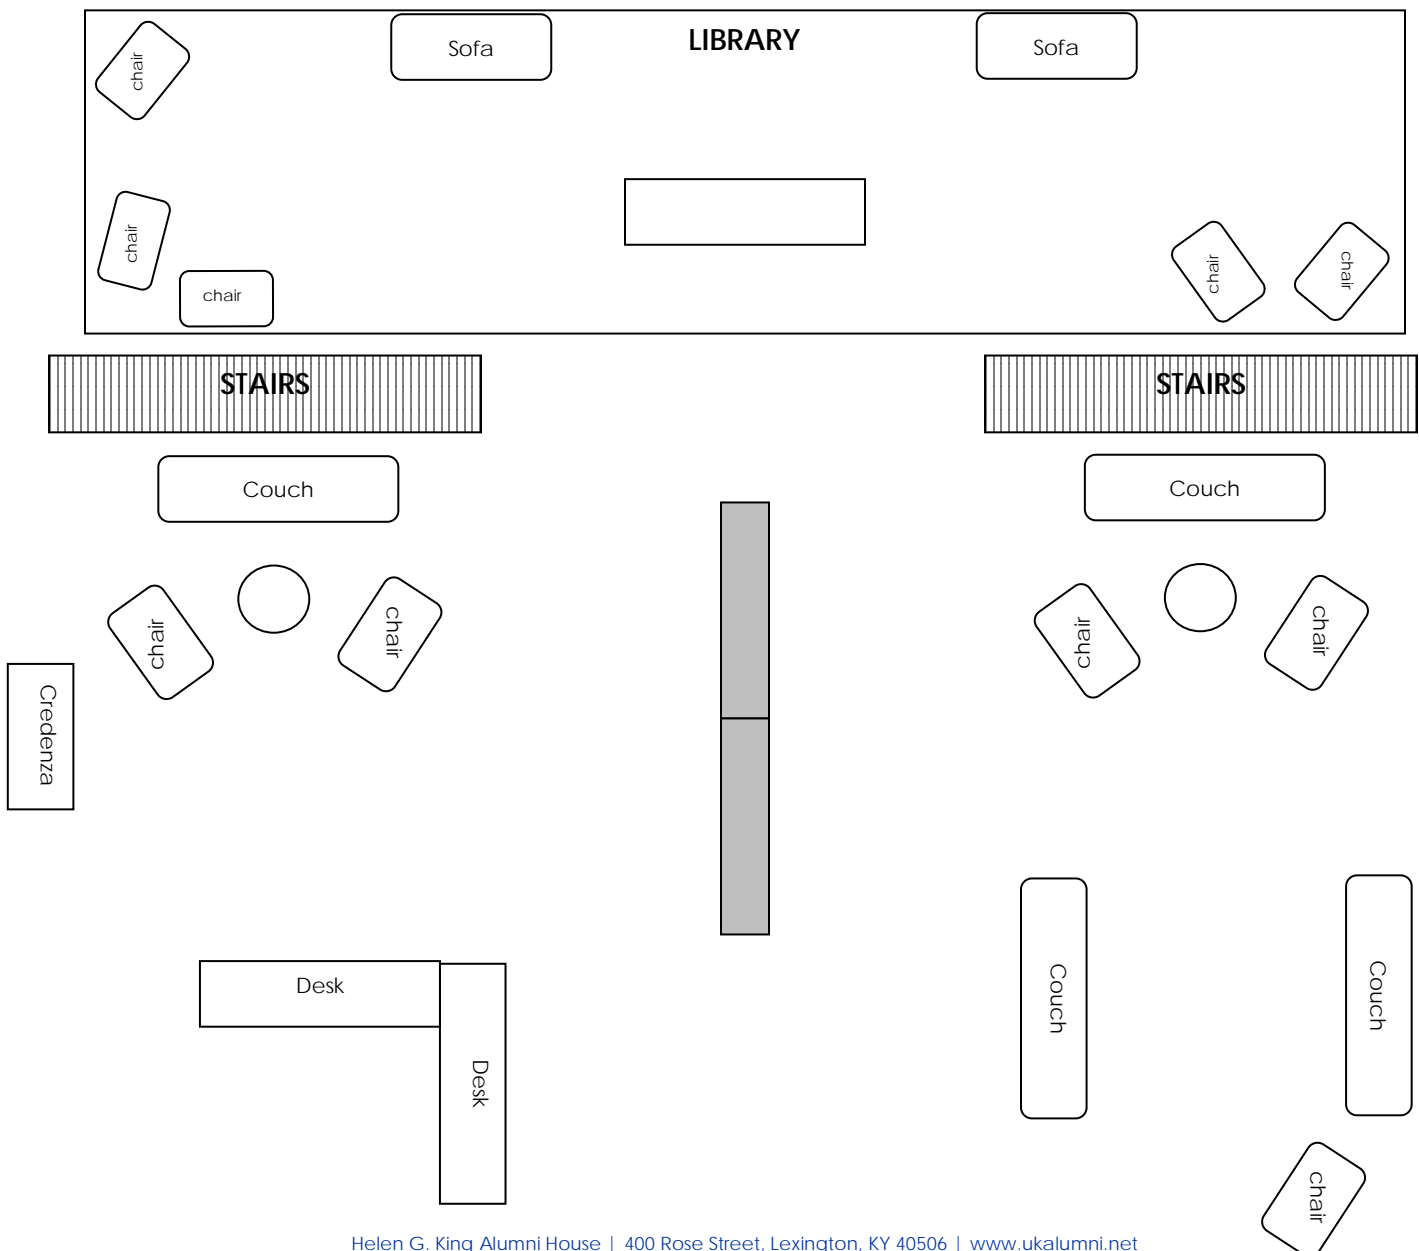 LIBRARY
Sofa
Sofa
chair
chair
chair
chair
chair
STAIRS
STAIRS
Couch
Couch
chair
chair
chair
chair
Credenza
Couch
Couch
Desk
Desk
chair
Helen G. King Alumni House | 400 Rose Street, Lexington, KY 40506 | www.ukalumni.net